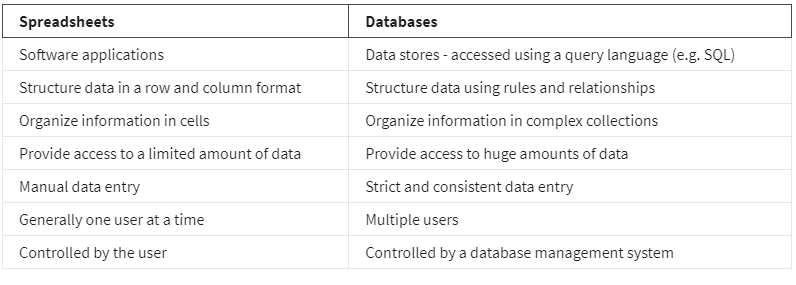 Spreadsheets Databases
Software applications Data stores - accessed using a query language (e.g. SQL)
Structure data in a row and column format Structure data using rules and relationships
Organize information in cells Organize information in complex collections
Provide access to a limited amount of data Provide access to huge amounts of data
Manual data entry Strict and consistent data entry
Generally one user at a time Multiple users
Controlled by the user Controlled by a database management system